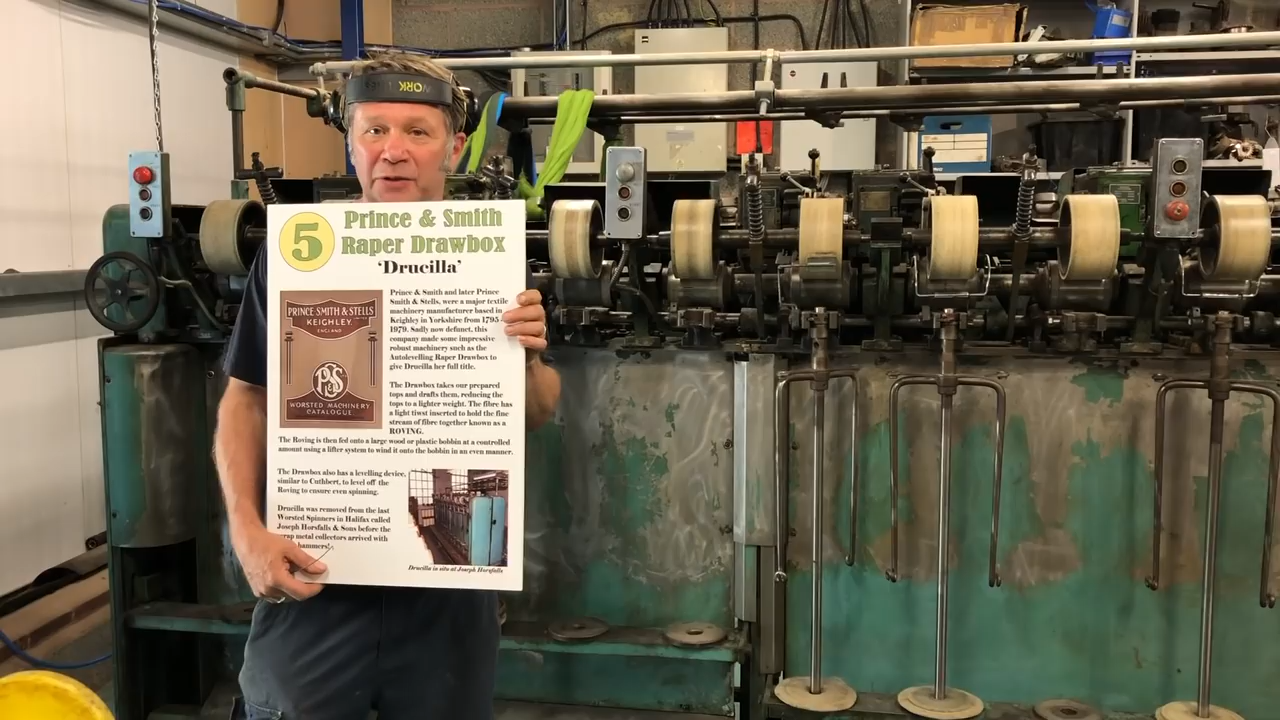 WORK
5
Prince & Smith
Raper Drawbox
‘Drucilla’
PRINCE SMITH & STELLS
KEIGHLEY
ENGLAND
P&S
WORSTED MACHINERY
CATALOGUE
Prince & Smith and later Prince
Smith & Stells, were a major textile
machinery manufacturer based in
Keighley in Yorkshire from 1795 -
1979. Sadly now defunct, this
company made some impressive
robust machinery such as the
Autolevelling Raper Drawbox to
give Drucilla her full title.
The Drawbox takes our prepared
tops and drafts them, reducing the
tops to a lighter weight. The fibre has
a light tiwst inserted to hold the fine
stream of fibre together known as a
ROVING.
The Roving is then fed onto a large wood or plastic bobbin at a controlled
amount using a lifter system to wind it onto the bobbin in an even manner.
The Drawbox also has a levelling device,
similar to Cuthbert, to level off the
Roving to ensure even spinning.
Drucilla was removed from the last
Worsted Spinners in Halifax called
Joseph Horsfalls & Sons before the
scrap metal collectors arrived with
hammers!
Drucilla in situ at Joseph Horsfalls